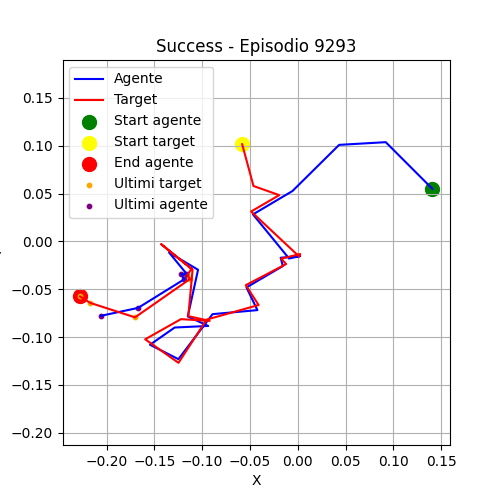 Success - Episodio 9293
Agente
Target
Start agente
Start target
End agente
Ultimi target
Ultimi agente
0.15
0.10
0.05
0.00
−0.05
−0.10
−0.15
−0.20
−0.20 −0.15 −0.10 −0.05 0.00 0.05 0.10 0.15
X